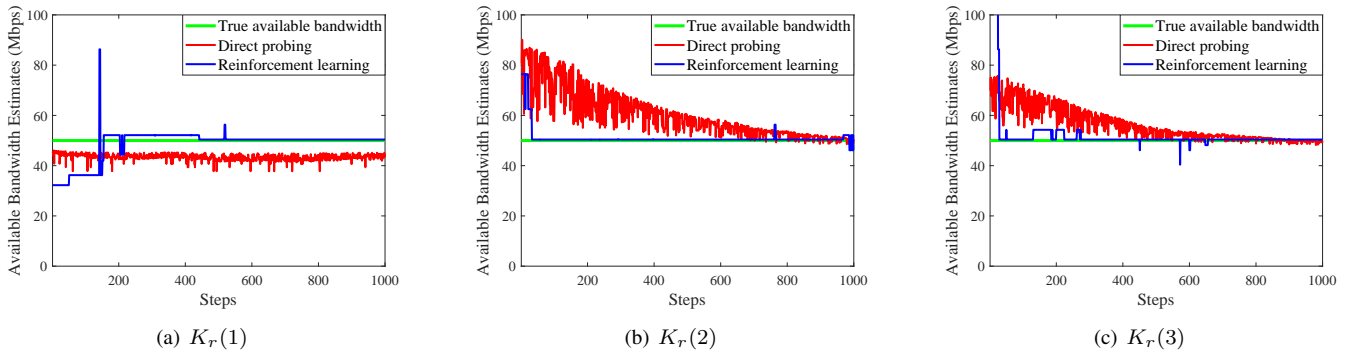 Available Bandwidth Estimates (Mbps)
100
80
60
40
20
0
True available bandwidth
Direct probing
Reinforcement learning
200
400
600
800
1000
Steps
(a) K_r(1)
Available Bandwidth Estimates (Mbps)
100
80
60
40
20
0
True available bandwidth
Direct probing
Reinforcement learning
200
400
600
800
1000
Steps
(b) K_r(2)
Available Bandwidth Estimates (Mbps)
100
80
60
40
20
0
True available bandwidth
Direct probing
Reinforcement learning
200
400
600
800
1000
Steps
(c) K_r(3)